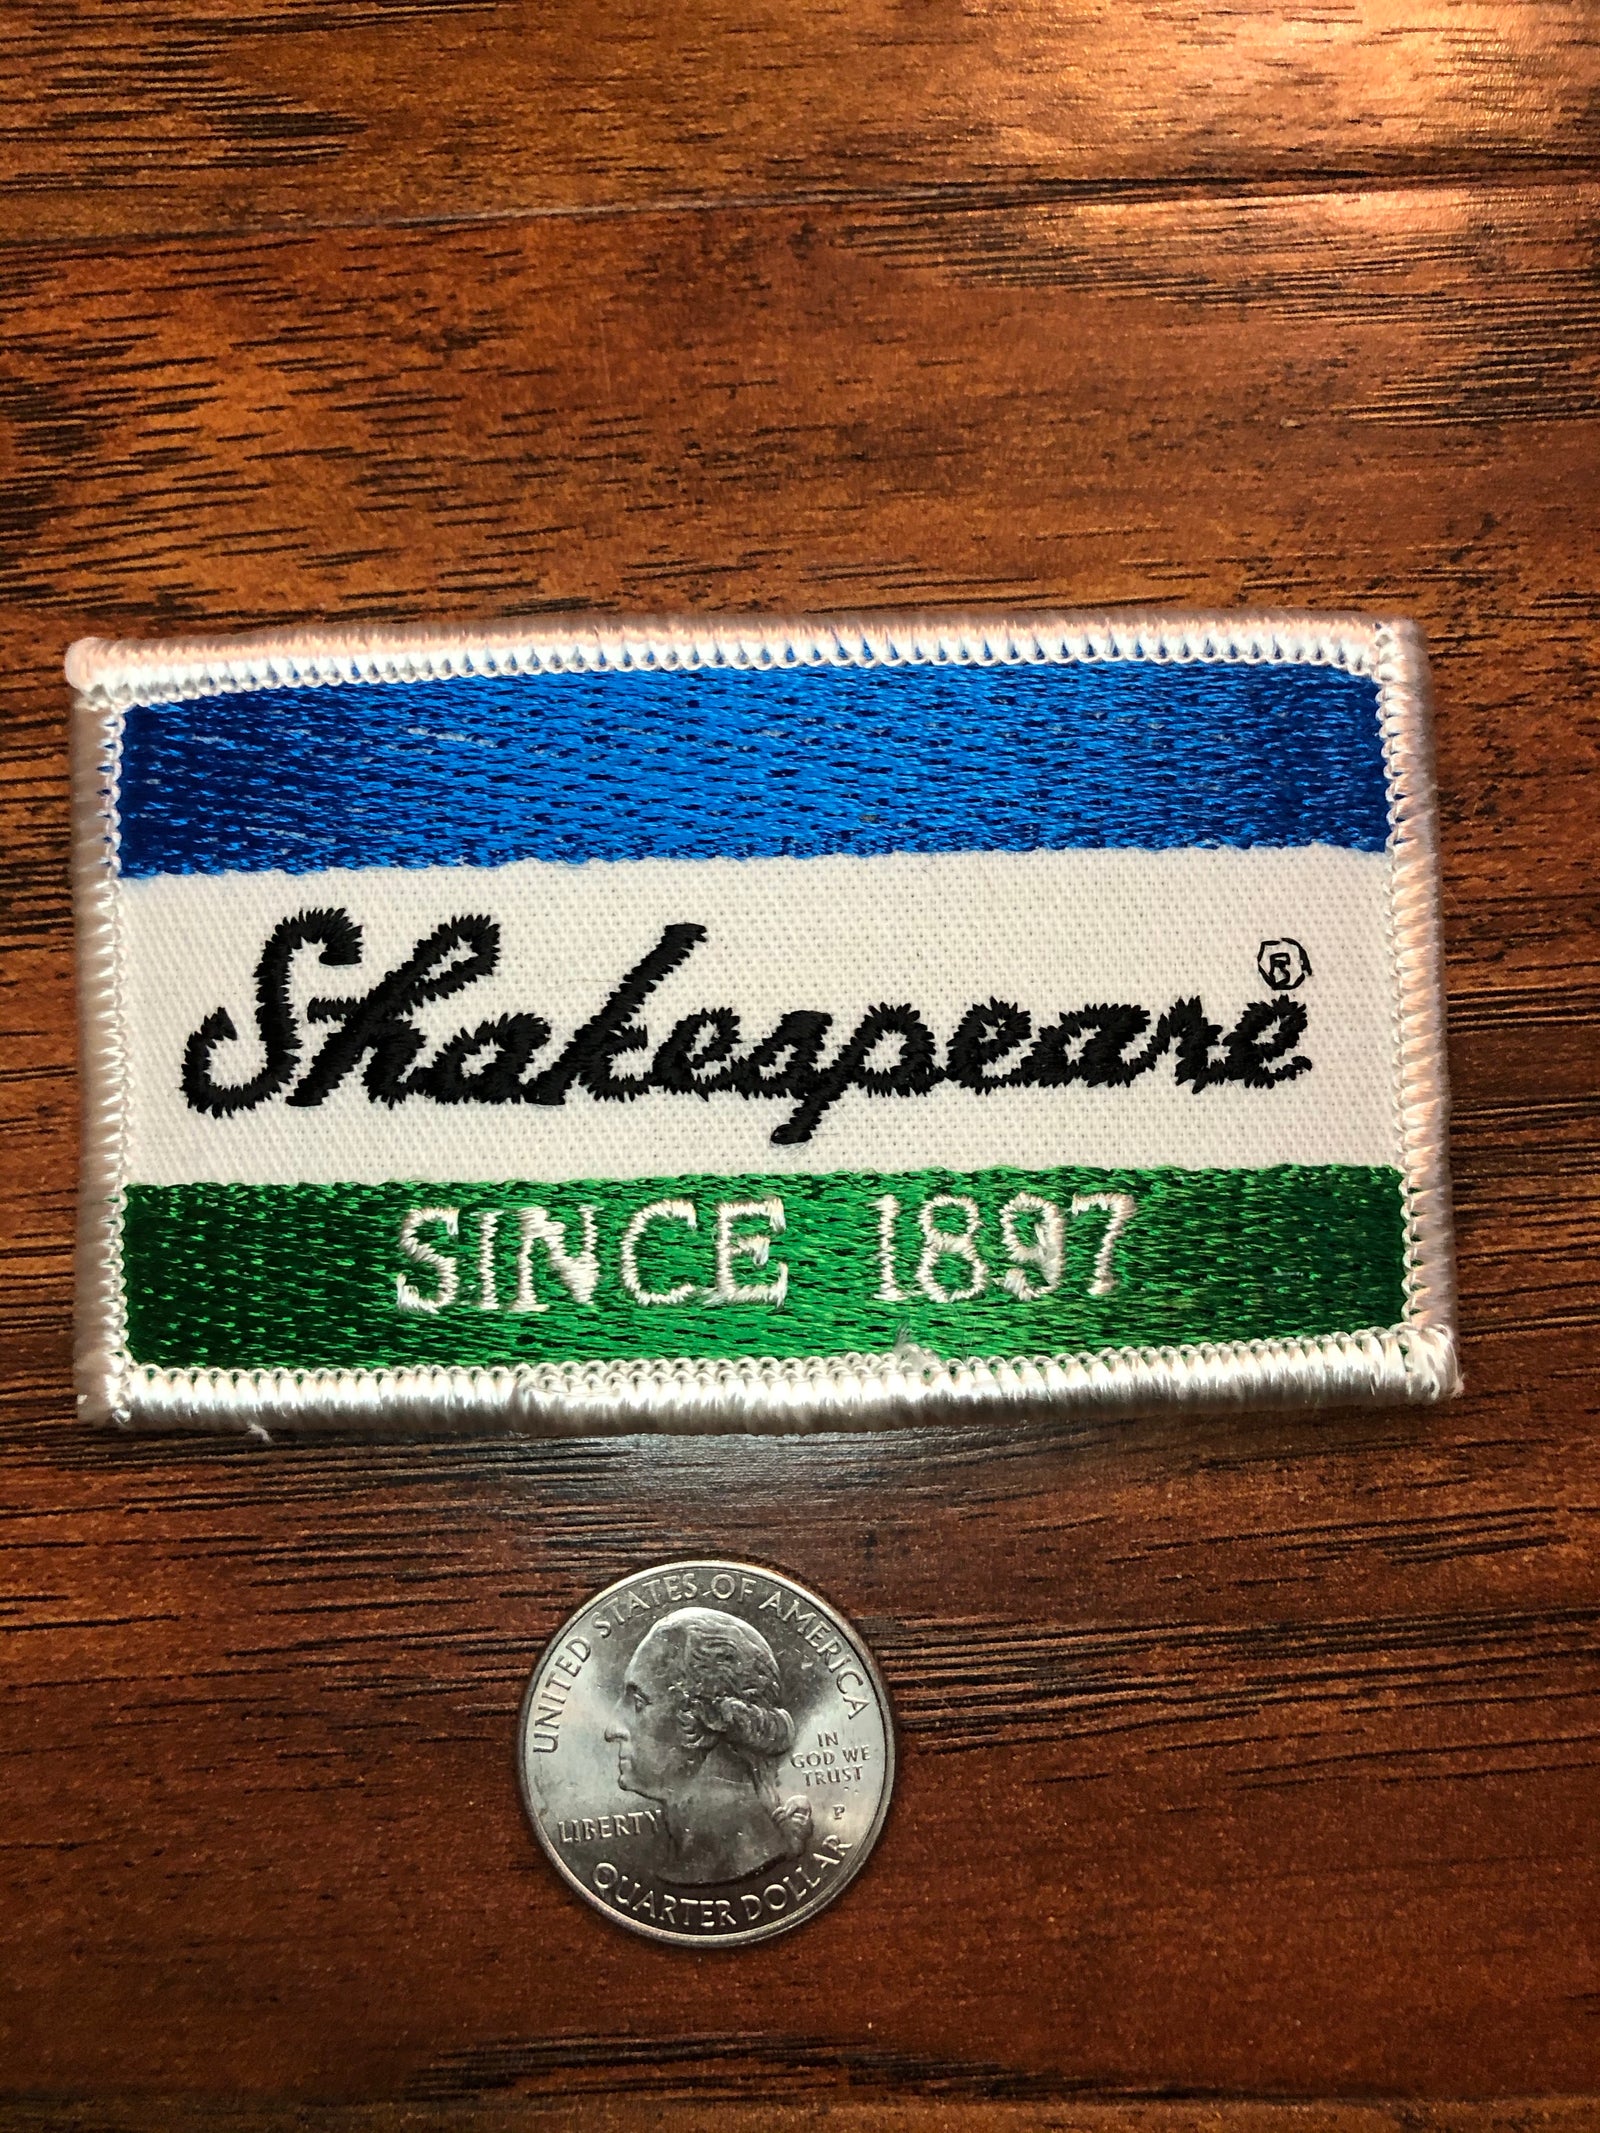 Shakespeare®
SINCE 1897
UNITED STATES OF AMERICA
IN
GOD WE
TRUST
P
LIBERTY
QUARTER DOLLAR